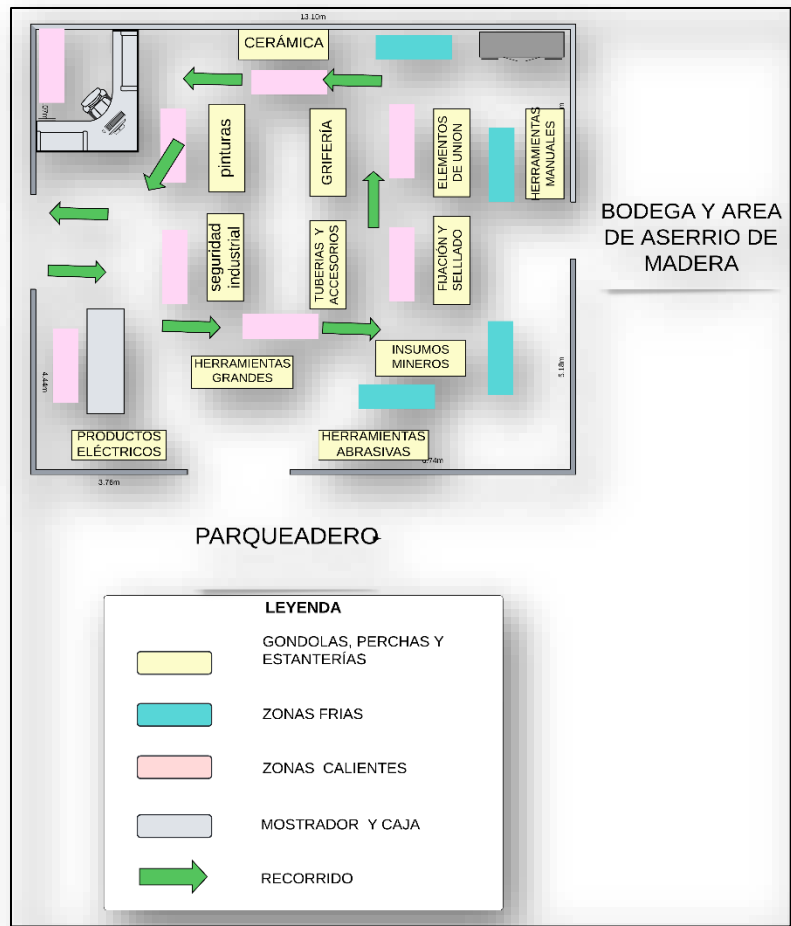 13.10m
CERÁMICA
pinturas
GRIFERÍA
ELEMENTOS
DE UNION
HERRAMIENTAS
MANUALES
seguridad
industrial
TUBERIAS Y
ACCESORIOS
FIJACIÓN Y
SELLLADO
BODEGA Y AREA
DE ASERRIO DE
MADERA
HERRAMIENTAS
GRANDES
INSUMOS
MINEROS
4.44m
5.18m
PRODUCTOS
ELÉCTRICOS
HERRAMIENTAS
ABRASIVAS
.74m
3.76m
PARQUEADERO
LEYENDA
GONDOLAS, PERCHAS Y
ESTANTERÍAS
ZONAS FRIAS
ZONAS CALIENTES
MOSTRADOR Y CAJA
RECORRIDO